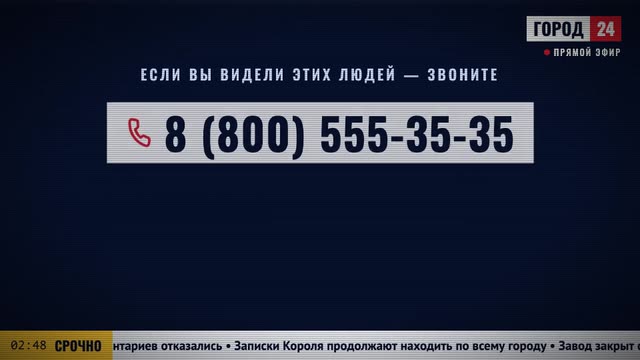 ГОРОД 24
ПРЯМОЙ ЭФИР
ЕСЛИ ВЫ ВИДЕЛИ ЭТИХ ЛЮДЕЙ — ЗВОНИТЕ
8 (800) 555-35-35
02:48 СРОЧНО отказались • Записки Короля продолжают находить по всему городу • Завод закрыт